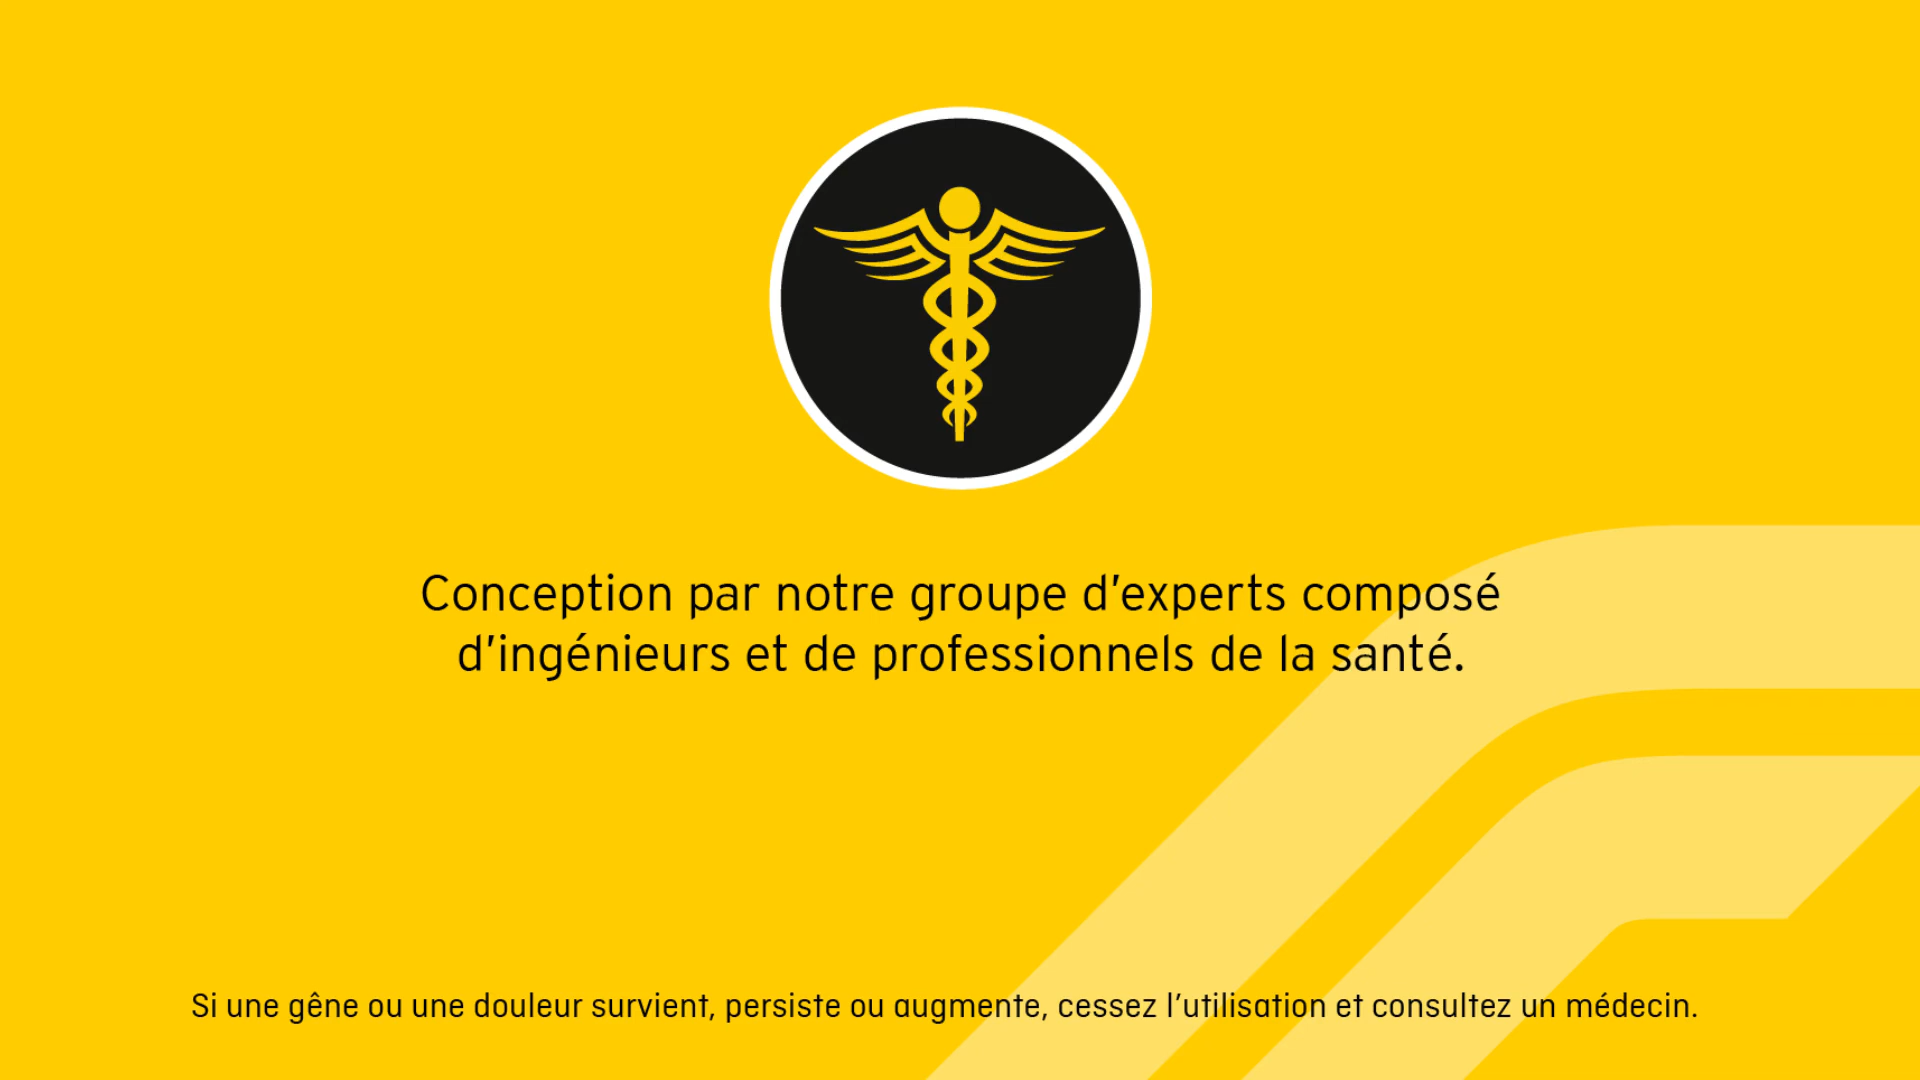 Conception par notre groupe d’experts composé
d’ingénieurs et de professionnels de la santé.
Si une gêne ou une douleur survient, persiste ou augmente, cessez l’utilisation et consultez un médecin.